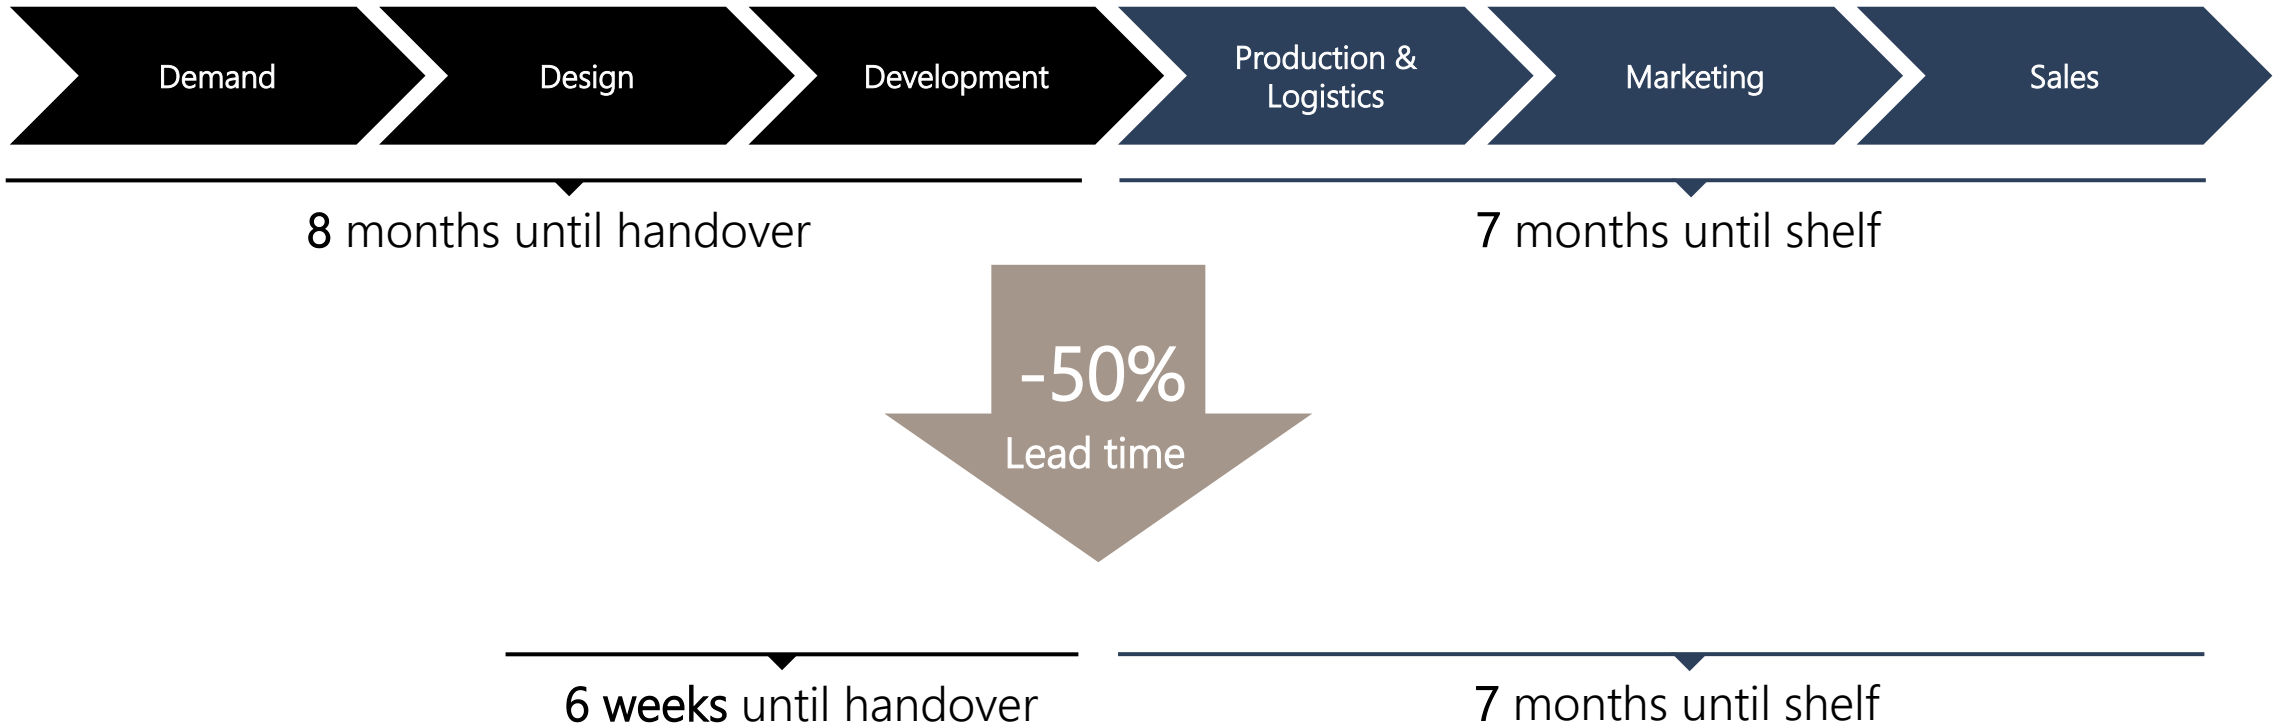 Demand
Design
Development
Production &
Logistics
Marketing
Sales
8 months until handover
7 months until shelf
-50%
Lead time
6 weeks until handover
7 months until shelf